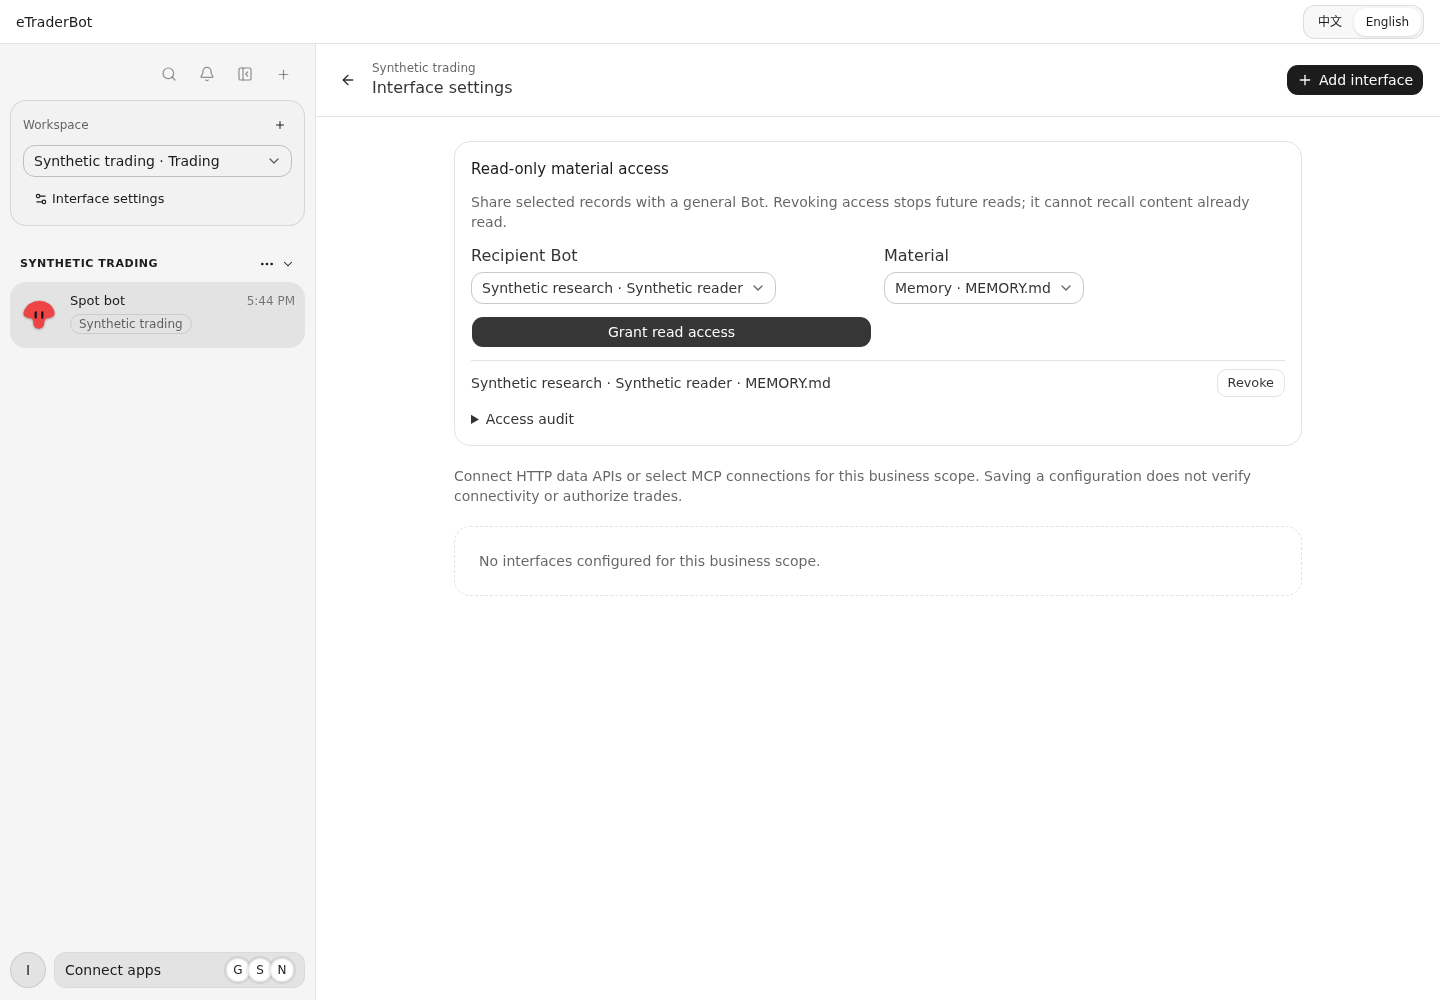 eTraderBot
中文
English
Workspace
Synthetic trading · Trading
Interface settings
SYNTHETIC TRADING
Spot bot
5:44 PM
Synthetic trading
I
Connect apps
G
S
N
Synthetic trading
Interface settings
Add interface
Read-only material access
Share selected records with a general Bot. Revoking access stops future reads; it cannot recall content already
read.
Recipient Bot
Material
Synthetic research · Synthetic reader
Memory · MEMORY.md
Grant read access
Synthetic research · Synthetic reader · MEMORY.md
Revoke
Access audit
Connect HTTP data APIs or select MCP connections for this business scope. Saving a configuration does not verify
connectivity or authorize trades.
No interfaces configured for this business scope.